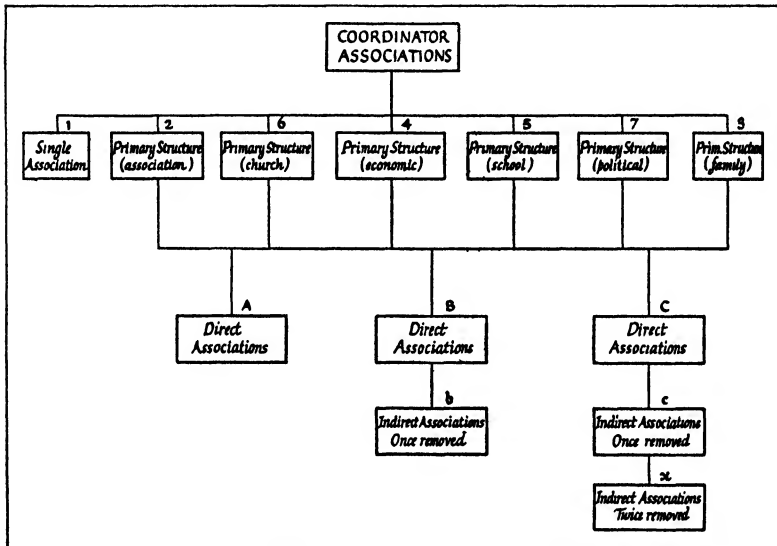 COORDINATOR
ASSOCIATIONS
1
Single
Association
2
Primary Structure
(association)
6
Primary Structure
(church)
4
Primary Structure
(economic)
5
Primary Structure
(school)
7
Primary Structure
(political)
3
Prim. Structure
(family)
A
Direct
Associations
B
Direct
Associations
C
Direct
Associations
b
Indirect Associations
Once removed
c
Indirect Associations
Once removed
x
Indirect Associations
Twice removed